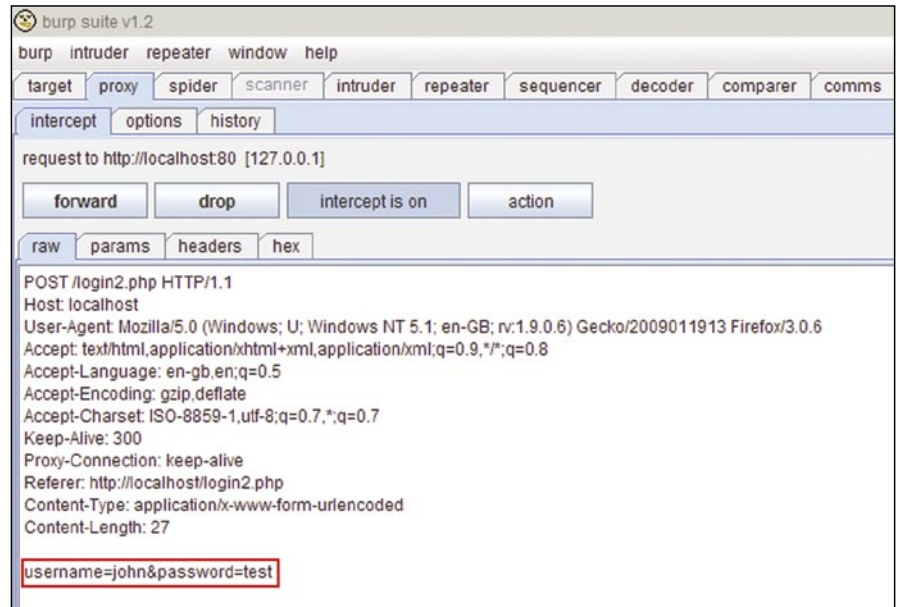 burp suite v1.2
burp intruder repeater window help
target proxy spider scanner intruder repeater sequencer decoder comparer comms
intercept options history
request to http://localhost:80 [127.0.0.1]
forward drop intercept is on action
raw params headers hex
POST /login2.php HTTP/1.1
Host: localhost
User-Agent: Mozilla/5.0 (Windows; U; Windows NT 5.1; en-GB; rv:1.9.0.6) Gecko/2009011913 Firefox/3.0.6
Accept: text/html,application/xhtml+xml,application/xml;q=0.9,*/*;q=0.8
Accept-Language: en-gb,en;q=0.5
Accept-Encoding: gzip,deflate
Accept-Charset: ISO-8859-1,utf-8;q=0.7,*;q=0.7
Keep-Alive: 300
Proxy-Connection: keep-alive
Referer: http://localhost/login2.php
Content-Type: application/x-www-form-urlencoded
Content-Length: 27
username=john&password=test